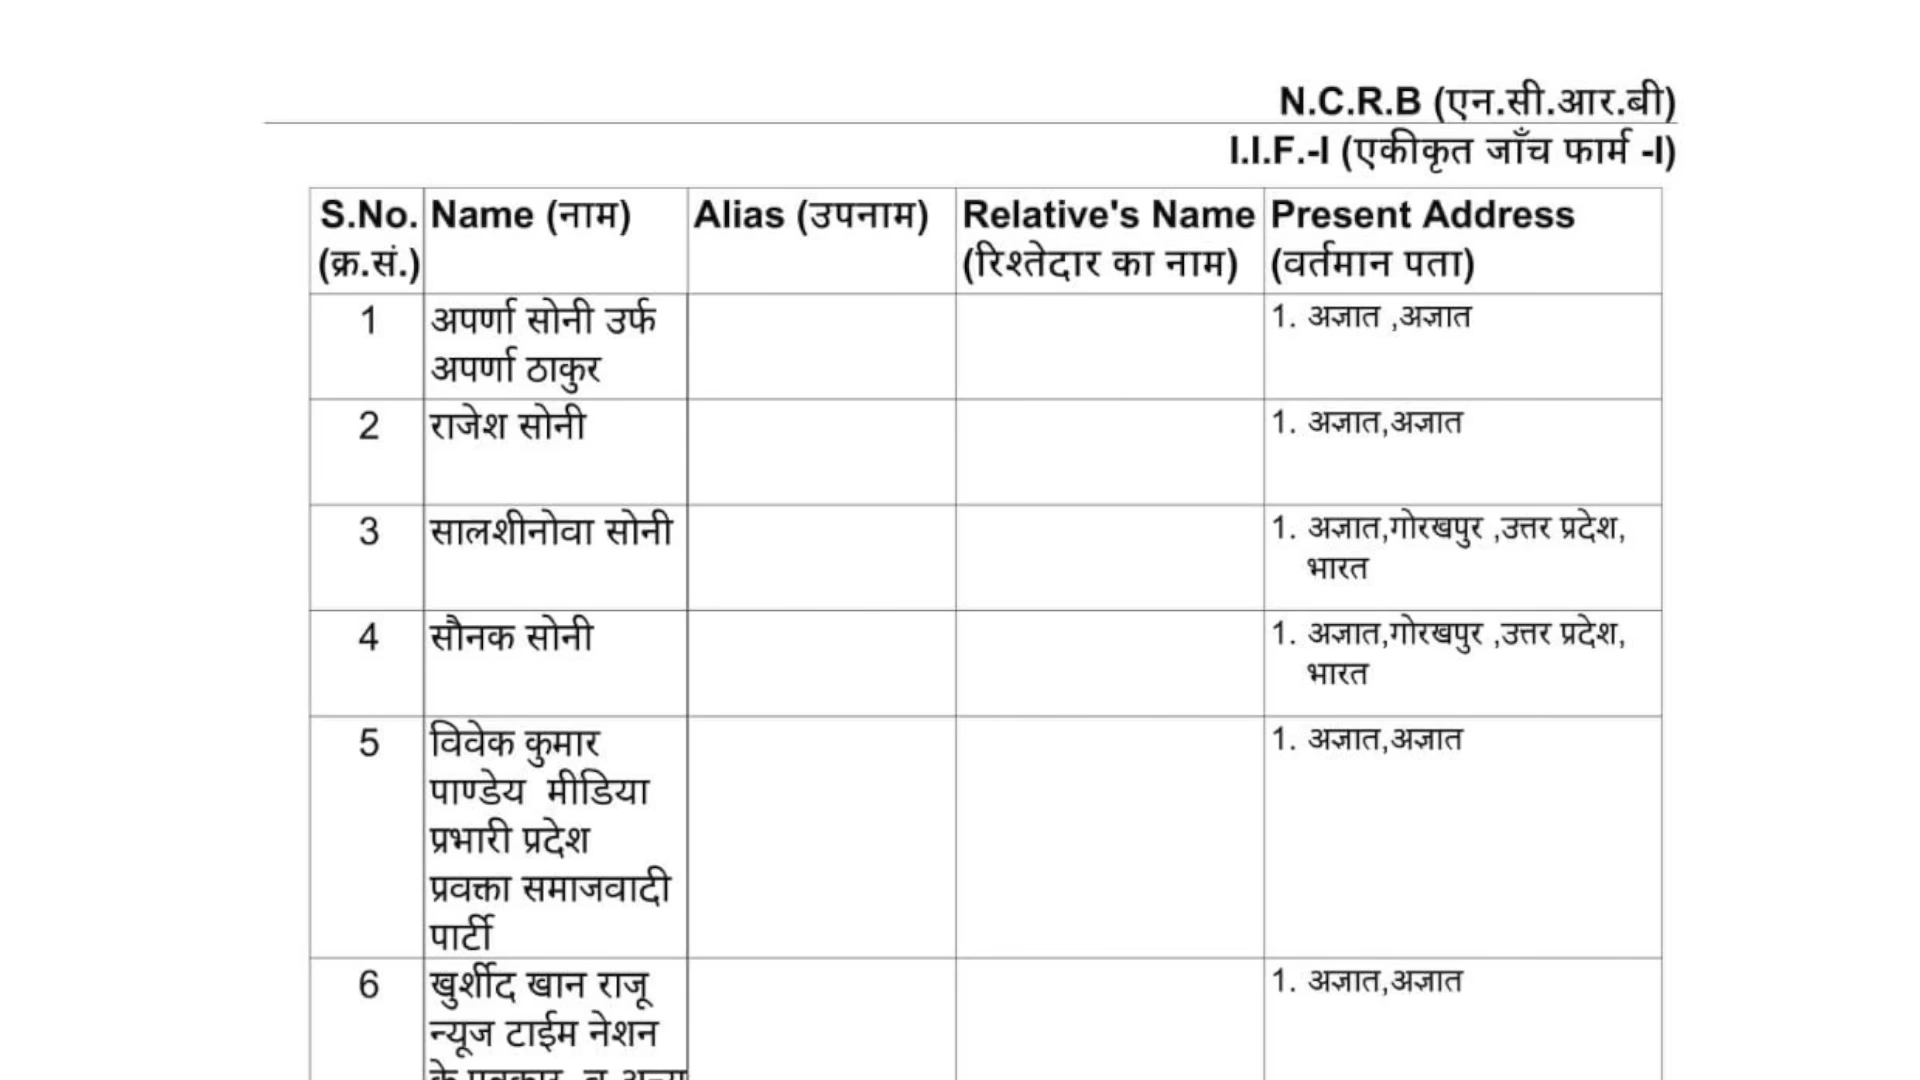 N.C.R.B (एन.सी.आर.बी)
I.I.F.-I (एकीकृत जाँच फार्म -I)
S.No. Name (नाम) Alias (उपनाम) Relative's Name Present Address
(क्र.सं.) (रिश्तेदार का नाम) (वर्तमान पता)
1 अपर्णा सोनी उर्फ 1. अज्ञात ,अज्ञात
अपर्णा ठाकुर
2 राजेश सोनी 1. अज्ञात,अज्ञात
3 सालशीनोवा सोनी 1. अज्ञात,गोरखपुर ,उत्तर प्रदेश,
भारत
4 सौनक सोनी 1. अज्ञात,गोरखपुर ,उत्तर प्रदेश,
भारत
5 विवेक कुमार 1. अज्ञात,अज्ञात
पाण्डेय मीडिया
प्रभारी प्रदेश
प्रवक्ता समाजवादी
पार्टी
6 खुर्शीद खान राजू 1. अज्ञात,अज्ञात
न्यूज टाईम नेशन
के